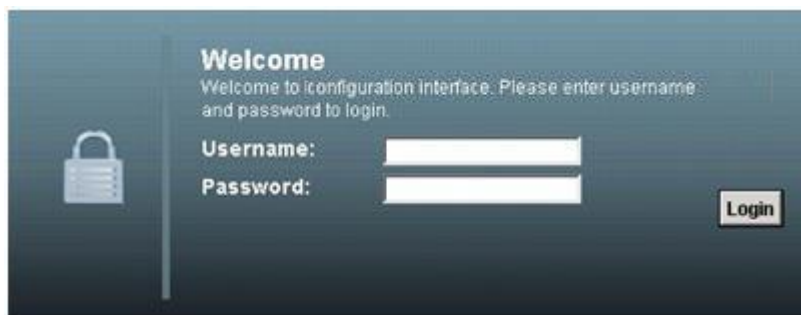 Welcome
Welcome to iconfiguration interface. Please enter username
and password to login.
Username:
Password:
Login